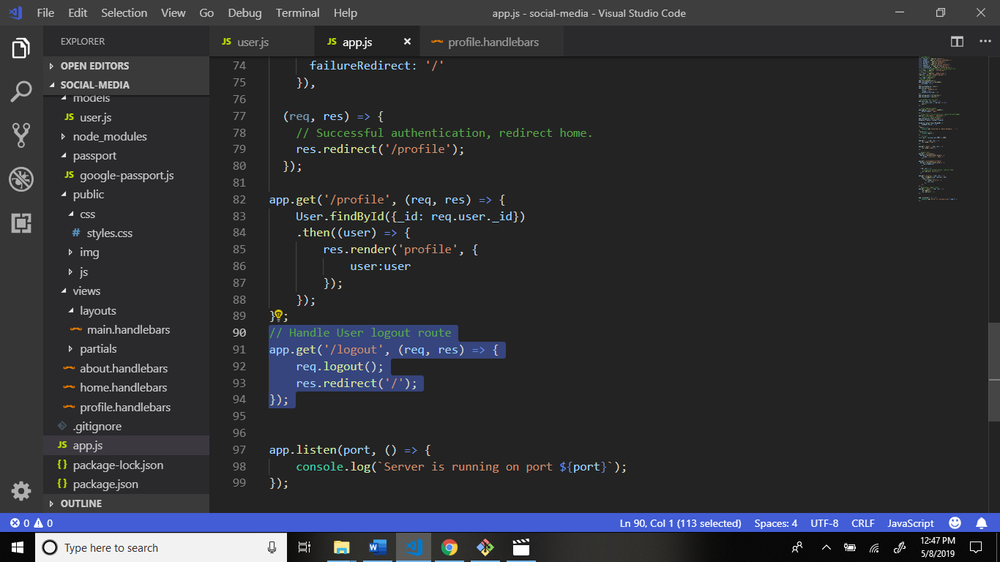 File Edit Selection View Go Debug Terminal Help
app.js - social-media - Visual Studio Code
EXPLORER
OPEN EDITORS
SOCIAL-MEDIA
models
JS user.js
node_modules
passport
JS google-passport.js
public
css
# styles.css
img
js
views
layouts
main.handlebars
partials
about.handlebars
home.handlebars
profile.handlebars
.gitignore
JS app.js
{} package-lock.json
{} package.json
OUTLINE
JS user.js
JS app.js
profile.handlebars
74 failureRedirect: '/'
75 }),
76
77 (req, res) => {
78 // Successful authentication, redirect home.
79 res.redirect('/profile');
80 });
81
82 app.get('/profile', (req, res) => {
83 User.findById({_id: req.user._id})
84 .then((user) => {
85 res.render('profile', {
86 user:user
87 });
88 });
89 });
90 // Handle User logout route
91 app.get('/logout', (req, res) => {
92 req.logout();
93 res.redirect('/');
94 });
95
96
97 app.listen(port, () => {
98 console.log(`Server is running on port ${port}`);
99 });
0 0
Ln 90, Col 1 (113 selected) Spaces: 4 UTF-8 CRLF JavaScript
Type here to search
12:47 PM
5/8/2019